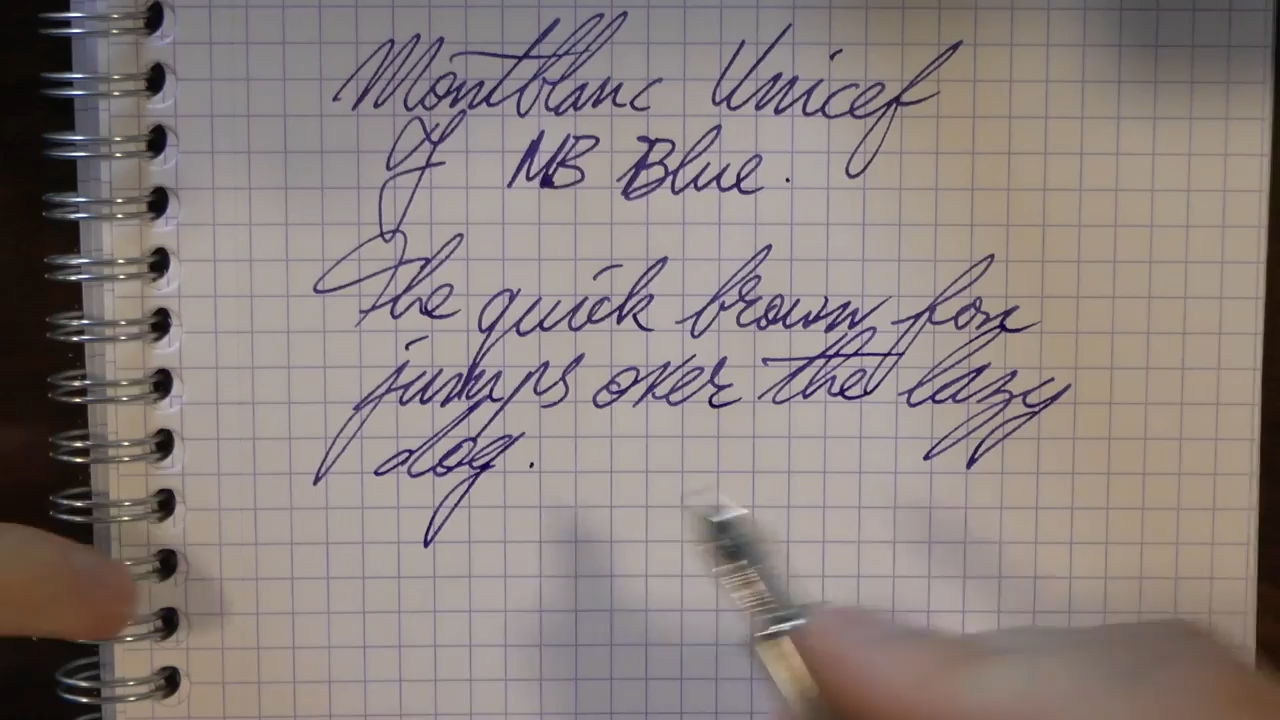 Montblanc Unicef
F MB Blue.
The quick brown fox
jumps over the lazy
dog.